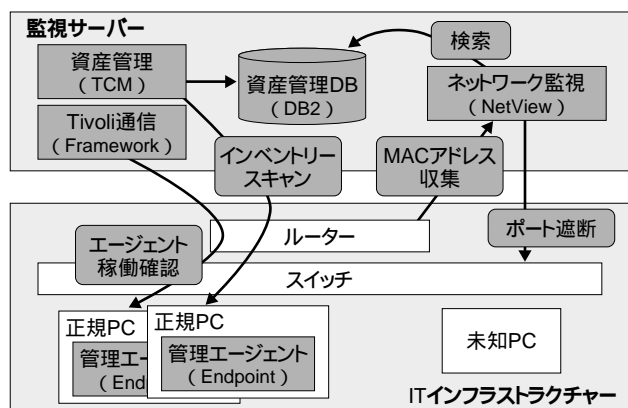 監視サーバー
資産管理
（TCM）
資産管理DB
（DB2）
検索
ネットワーク監視
（NetView）
Tivoli通信
（Framework）
インベントリー
スキャン
MACアドレス
収集
エージェント
稼働確認
ルーター
ポート遮断
スイッチ
正規PC
管理エー
（End
正規PC
管理エージェント
（Endpoint）
未知PC
ITインフラストラクチャー